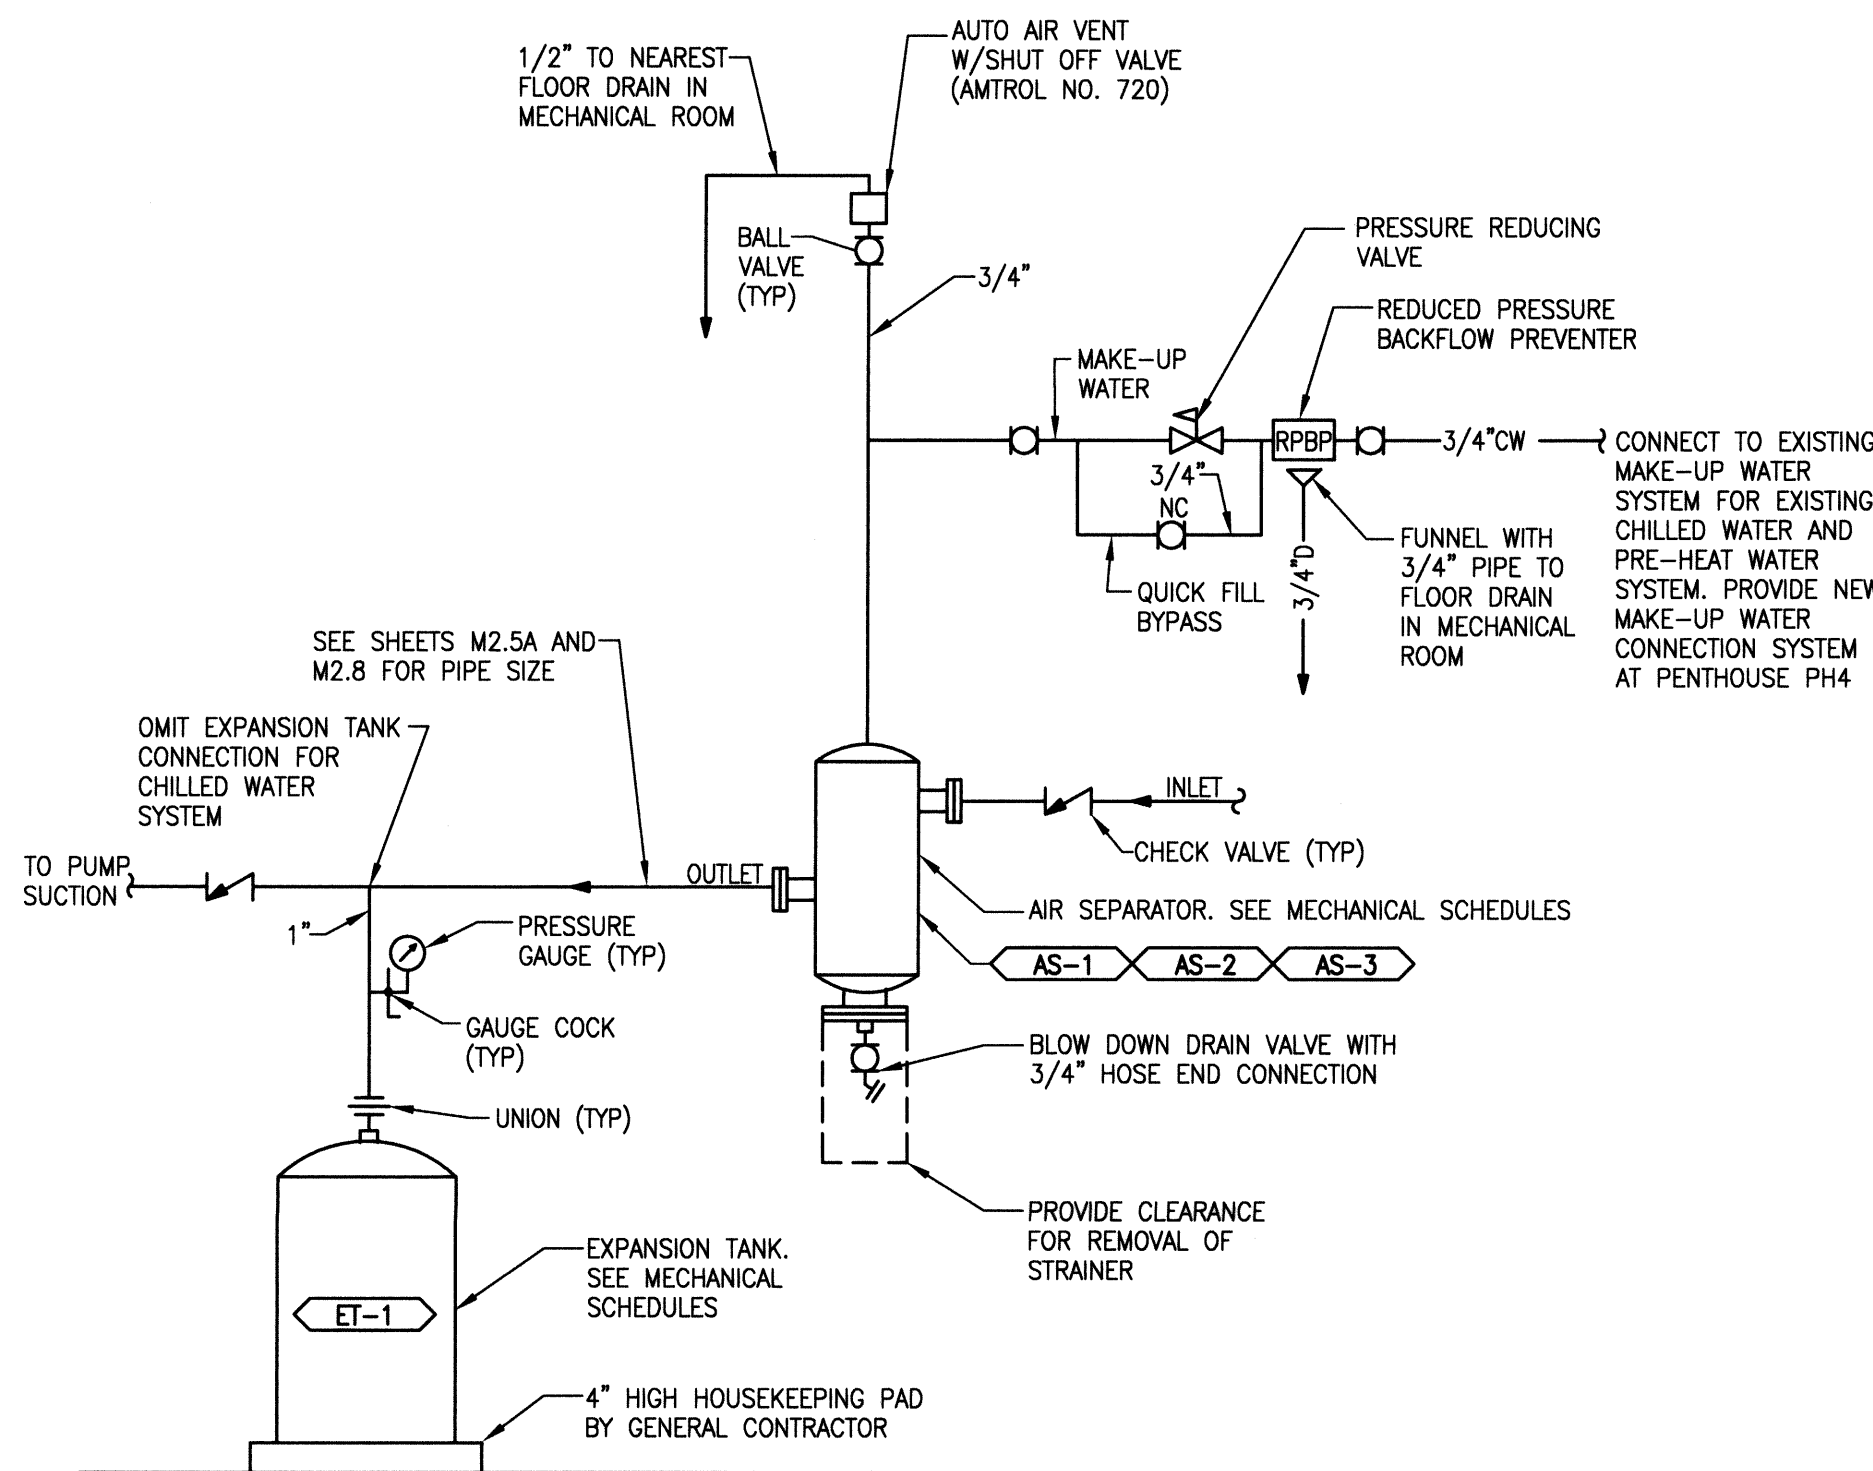 1/2" TO NEAREST
FLOOR DRAIN IN
MECHANICAL ROOM
AUTO AIR VENT
W/SHUT OFF VALVE
(AMTROL NO. 720)
BALL
VALVE
(TYP)
3/4"
PRESSURE REDUCING
VALVE
REDUCED PRESSURE
BACKFLOW PREVENTER
MAKE-UP
WATER
RPBP
3/4"CW
CONNECT TO EXISTING
MAKE-UP WATER
SYSTEM FOR EXISTING
CHILLED WATER AND
PRE-HEAT WATER
SYSTEM. PROVIDE NEW
MAKE-UP WATER
CONNECTION SYSTEM
AT PENTHOUSE PH4
3/4"
NC
QUICK FILL
BYPASS
3/4"D
FUNNEL WITH
3/4" PIPE TO
FLOOR DRAIN
IN MECHANICAL
ROOM
SEE SHEETS M2.5A AND
M2.8 FOR PIPE SIZE
OMIT EXPANSION TANK
CONNECTION FOR
CHILLED WATER
SYSTEM
INLET
CHECK VALVE (TYP)
TO PUMP
SUCTION
OUTLET
AIR SEPARATOR. SEE MECHANICAL SCHEDULES
AS-1 AS-2 AS-3
1"
PRESSURE
GAUGE (TYP)
GAUGE COCK
(TYP)
UNION (TYP)
BLOW DOWN DRAIN VALVE WITH
3/4" HOSE END CONNECTION
PROVIDE CLEARANCE
FOR REMOVAL OF
STRAINER
EXPANSION TANK.
SEE MECHANICAL
SCHEDULES
ET-1
4" HIGH HOUSEKEEPING PAD
BY GENERAL CONTRACTOR